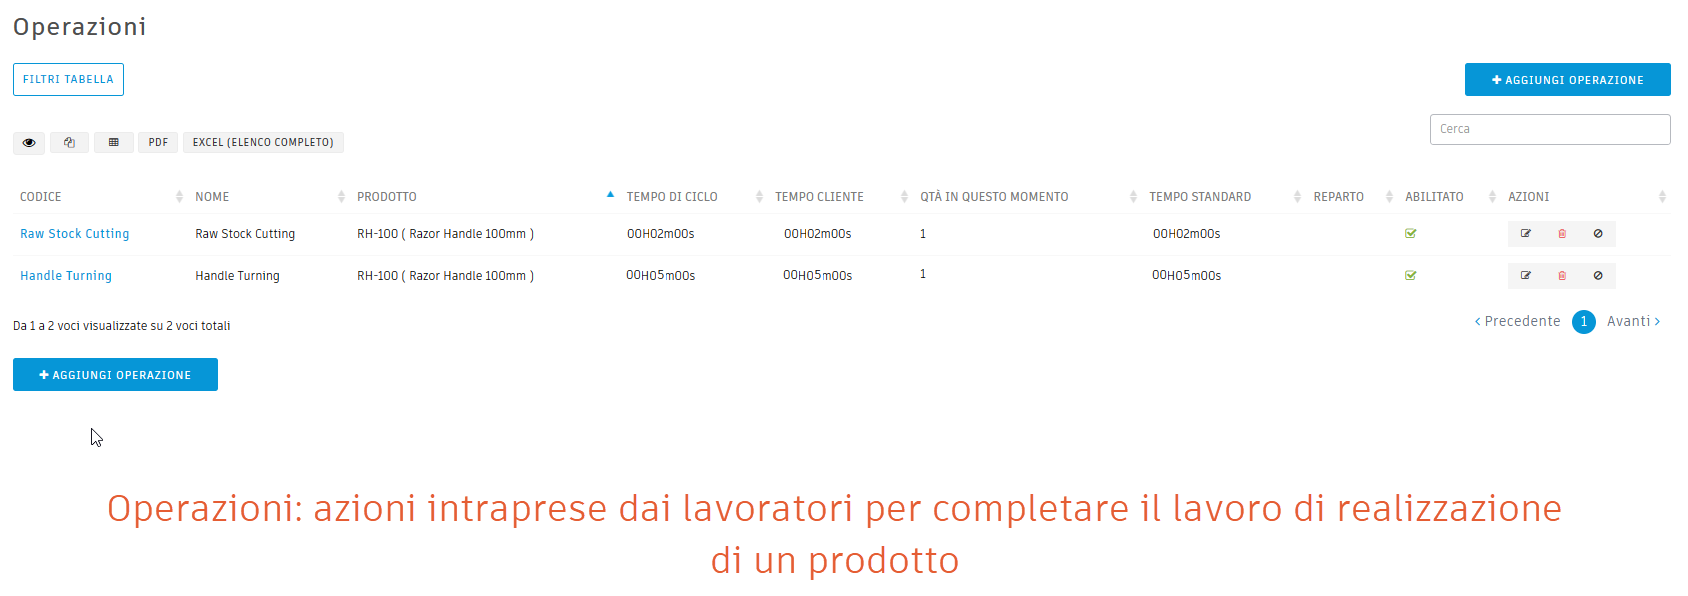 Operazioni
FILTRI TABELLA
AGGIUNGI OPERAZIONE
Cerca
PDF EXCEL (ELENCO COMPLETO)
CODICE NOME PRODOTTO TEMPO DI CICLO TEMPO CLIENTE QTÀ IN QUESTO MOMENTO TEMPO STANDARD REPARTO ABILITATO AZIONI
Raw Stock Cutting Raw Stock Cutting RH-100 ( Razor Handle 100mm ) 00H02m00s 00H02m00s 1 00H02m00s
Handle Turning Handle Turning RH-100 ( Razor Handle 100mm ) 00H05m00s 00H05m00s 1 00H05m00s
Da 1 a 2 voci visualizzate su 2 voci totali
< Precedente 1 Avanti >
AGGIUNGI OPERAZIONE
Operazioni: azioni intraprese dai lavoratori per completare il lavoro di realizzazione
di un prodotto